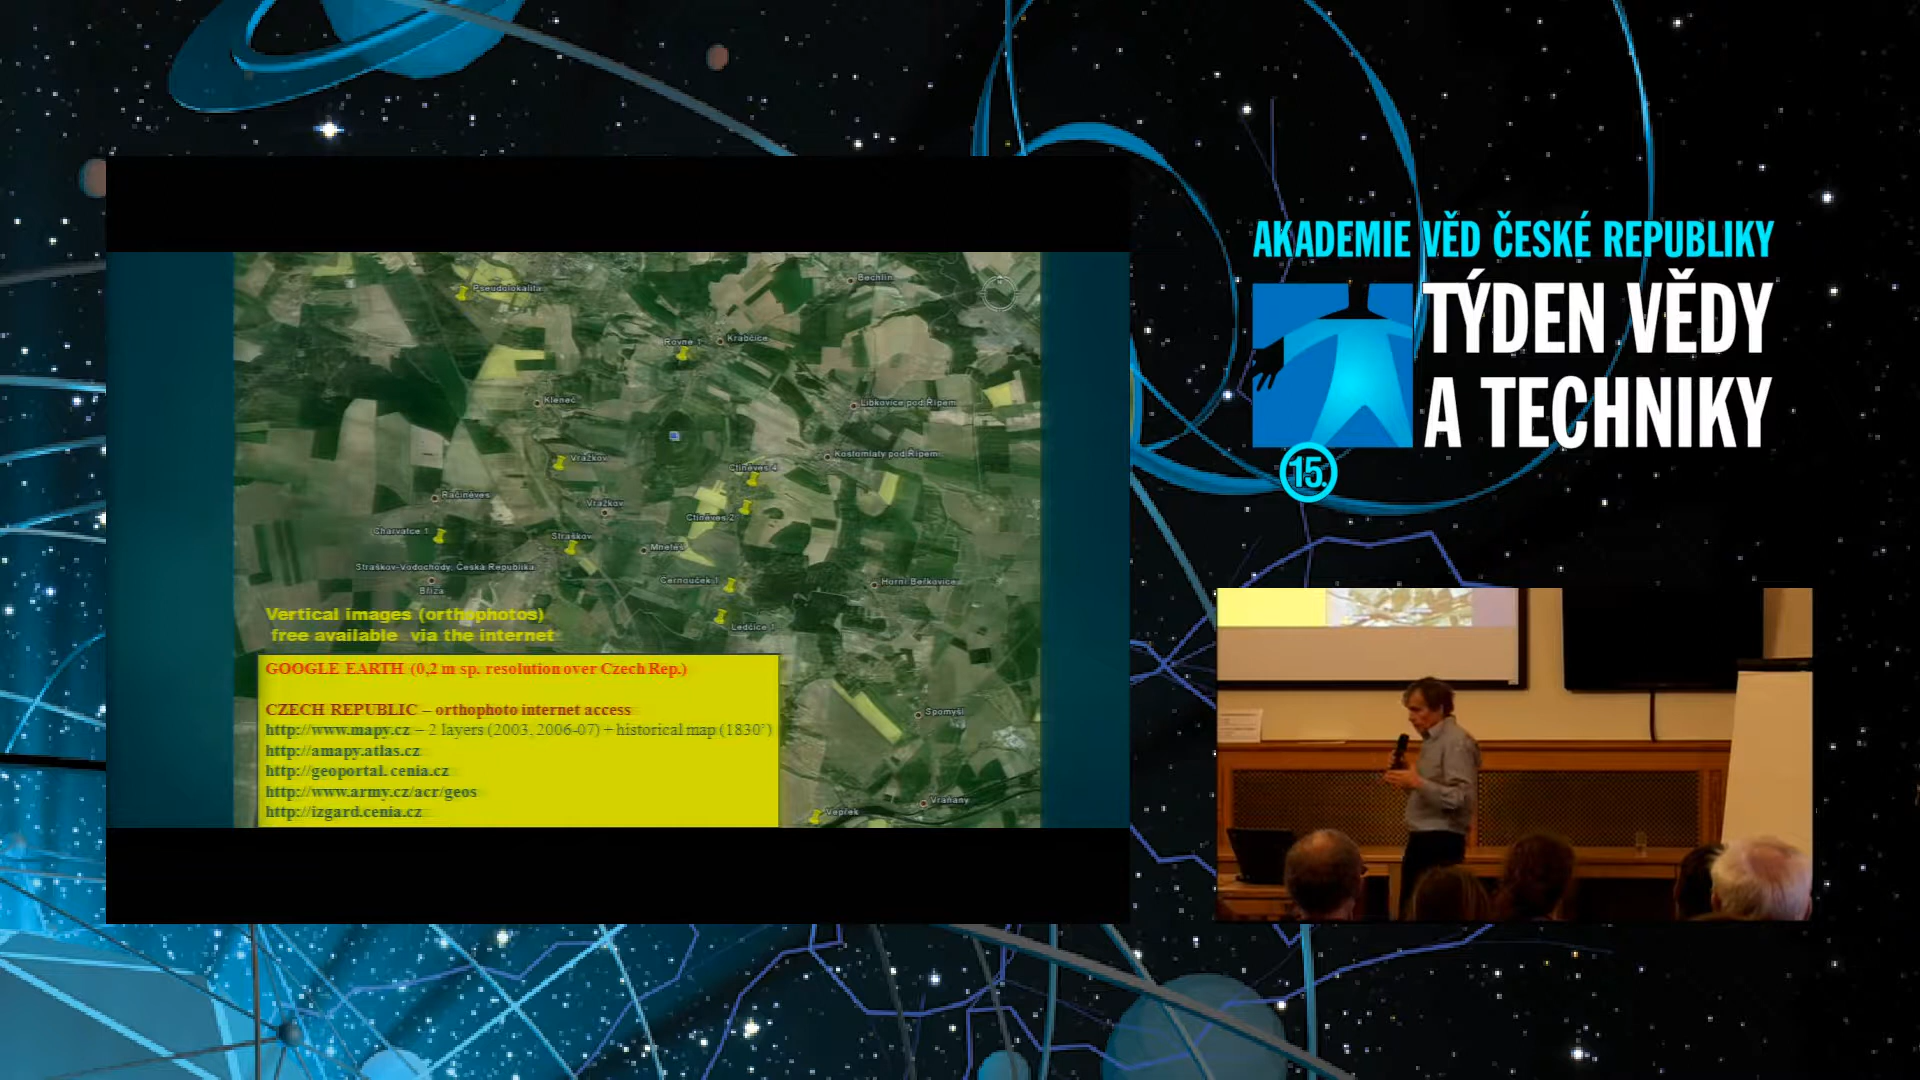 Pseudolokalita
Bechlín
Rovné 1
Krabčice
Kleneč
Libkovice pod Řípem
Vražkov
Kostomlaty pod Řípem
Ctiněves 4
Račiněves
Vražkov
Ctiněves 2
Charvatce 1
Straškov
Mnetěš
Straškov-Vodochody, Česká Republika
Černouček 1
Horní Beřkovice
Bříza
Ledčice 1
Vertical images (orthophotos)
free available via the internet
GOOGLE EARTH (0,2 m sp. resolution over Czech Rep.)
CZECH REPUBLIC – orthophoto internet access
http://www.mapy.cz – 2 layers (2003, 2006-07) + historical map (1830°)
http://amapy.atlas.cz
http://geoportal.cenia.cz
http://www.army.cz/acr/geos
http://izgard.cenia.cz
Spomyšl
Vraňany
Vepřek
AKADEMIE VĚD ČESKÉ REPUBLIKY
TÝDEN VĚDY
A TECHNIKY
15.